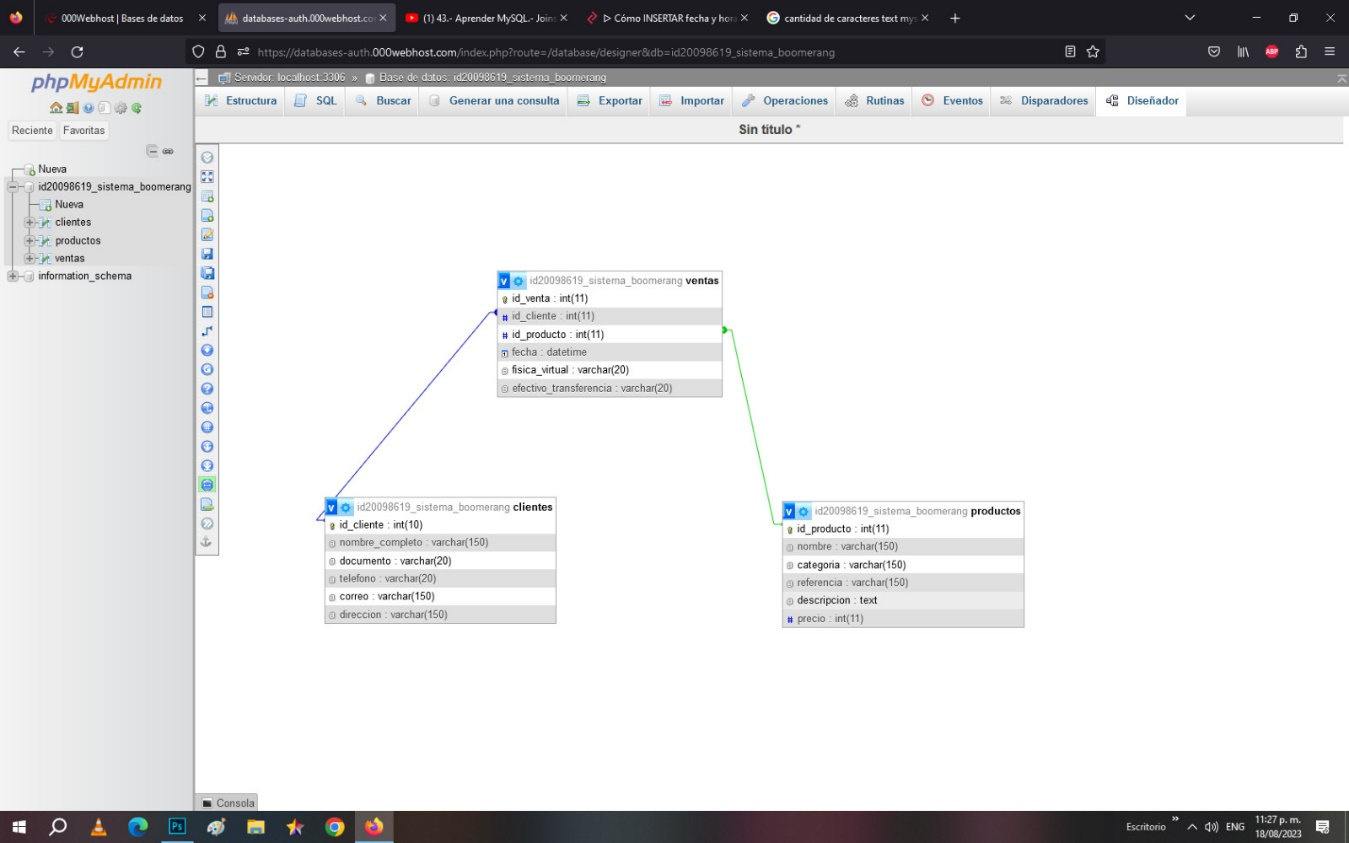 000Webhost | Bases de datos
databases-auth.000webhost.co
(1) 43.- Aprender MySQL.- Join
▷ Cómo INSERTAR fecha y hor
cantidad de caracteres text mys
https://databases-auth.000webhost.com/index.php?route=/database/designer&db=id20098619_sistema_boomerang
ABP
phpMyAdmin
Reciente Favoritas
Nueva
id20098619_sistema_boomerang
Nueva
clientes
productos
ventas
information_schema
Servidor: localhost:3306 » Base de datos: id20098619_sistema_boomerang
Estructura SQL Buscar Generar una consulta Exportar Importar Operaciones Rutinas Eventos Disparadores Diseñador
Sin titulo *
v id20098619_sistema_boomerang ventas
id_venta : int(11)
# id_cliente : int(11)
# id_producto : int(11)
fecha : datetime
fisica_virtual : varchar(20)
efectivo_transferencia : varchar(20)
v id20098619_sistema_boomerang clientes
id_cliente : int(10)
nombre_completo : varchar(150)
documento : varchar(20)
telefono : varchar(20)
correo : varchar(150)
direccion : varchar(150)
v id20098619_sistema_boomerang productos
id_producto : int(11)
nombre : varchar(150)
categoria : varchar(150)
referencia : varchar(150)
descripcion : text
# precio : int(11)
Consola
Ps
Escritorio » ENG
11:27 p. m.
18/08/2023